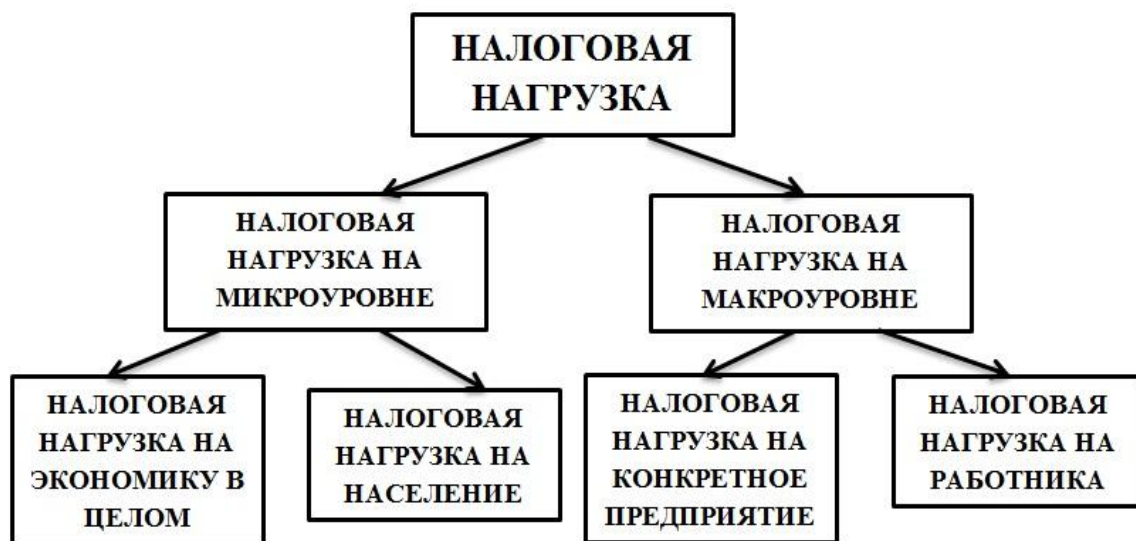 НАЛОГОВАЯ
НАГРУЗКА
НАЛОГОВАЯ
НАГРУЗКА НА
МИКРОУРОВНЕ
НАЛОГОВАЯ
НАГРУЗКА НА
МАКРОУРОВНЕ
НАЛОГОВАЯ
НАГРУЗКА НА
ЭКОНОМИКУ В
ЦЕЛОМ
НАЛОГОВАЯ
НАГРУЗКА НА
НАСЕЛЕНИЕ
НАЛОГОВАЯ
НАГРУЗКА НА
КОНКРЕТНОЕ
ПРЕДПРИЯТИЕ
НАЛОГОВАЯ
НАГРУЗКА НА
РАБОТНИКА